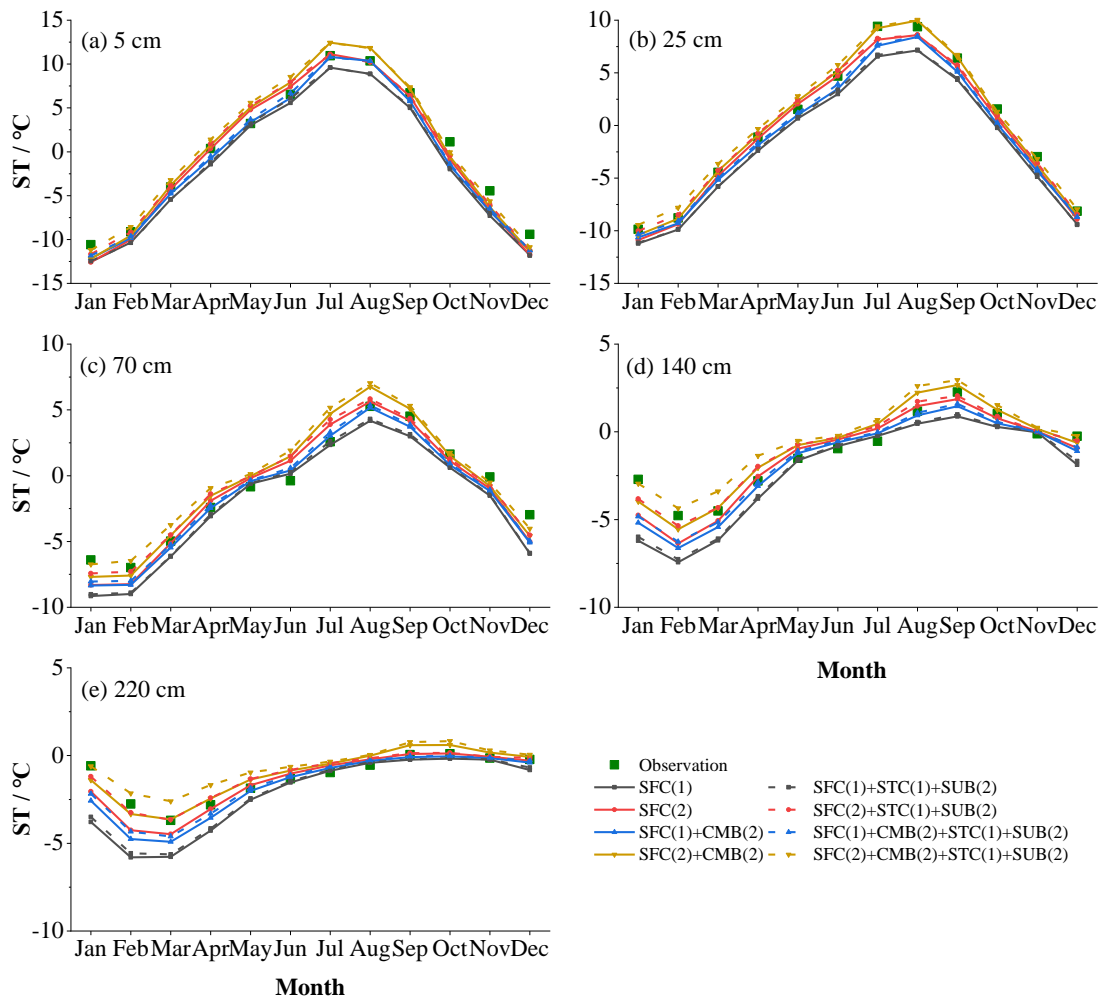 (a) 5 cm
ST / °C
15
10
5
0
-5
-10
-15
Jan Feb Mar Apr May Jun Jul Aug Sep Oct Nov Dec
(b) 25 cm
10
5
0
-5
-10
-15
Jan Feb Mar Apr May Jun Jul Aug Sep Oct Nov Dec
(c) 70 cm
ST / °C
10
5
0
-5
-10
Jan Feb Mar Apr May Jun Jul Aug Sep Oct Nov Dec
(d) 140 cm
5
0
-5
-10
Jan Feb Mar Apr May Jun Jul Aug Sep Oct Nov Dec
Month
(e) 220 cm
ST / °C
5
0
-5
-10
Jan Feb Mar Apr May Jun Jul Aug Sep Oct Nov Dec
Month
Observation
SFC(1)
SFC(2)
SFC(1)+CMB(2)
SFC(2)+CMB(2)
SFC(1)+STC(1)+SUB(2)
SFC(2)+STC(1)+SUB(2)
SFC(1)+CMB(2)+STC(1)+SUB(2)
SFC(2)+CMB(2)+STC(1)+SUB(2)